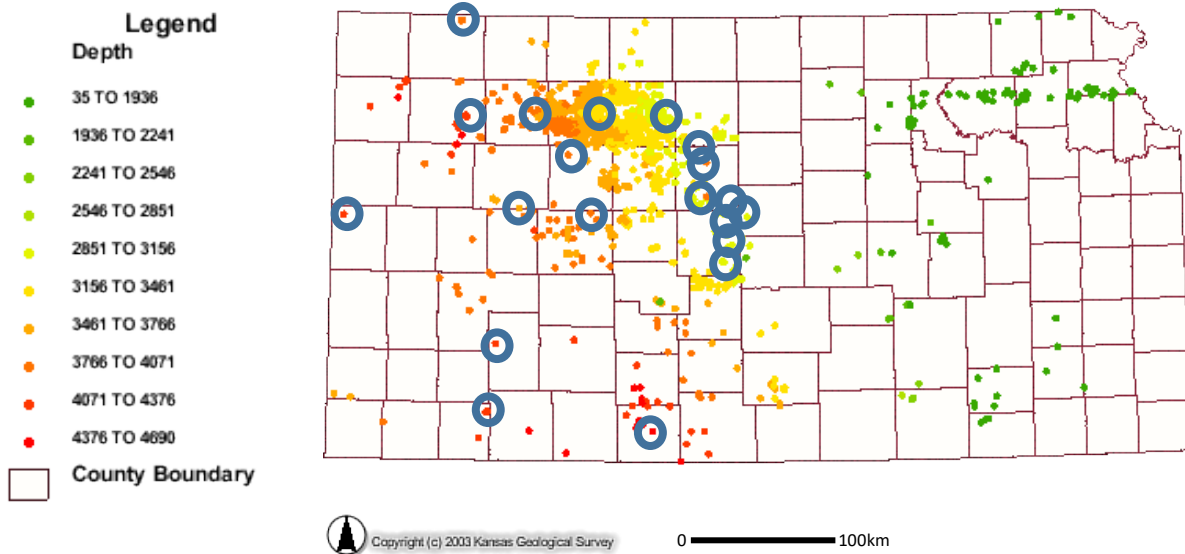 Legend
Depth
35 TO 1936
1936 TO 2241
2241 TO 2546
2546 TO 2851
2851 TO 3156
3156 TO 3461
3461 TO 3766
3766 TO 4071
4071 TO 4376
4376 TO 4690
County Boundary
Copyright (c) 2003 Kansas Geological Survey
0 100km